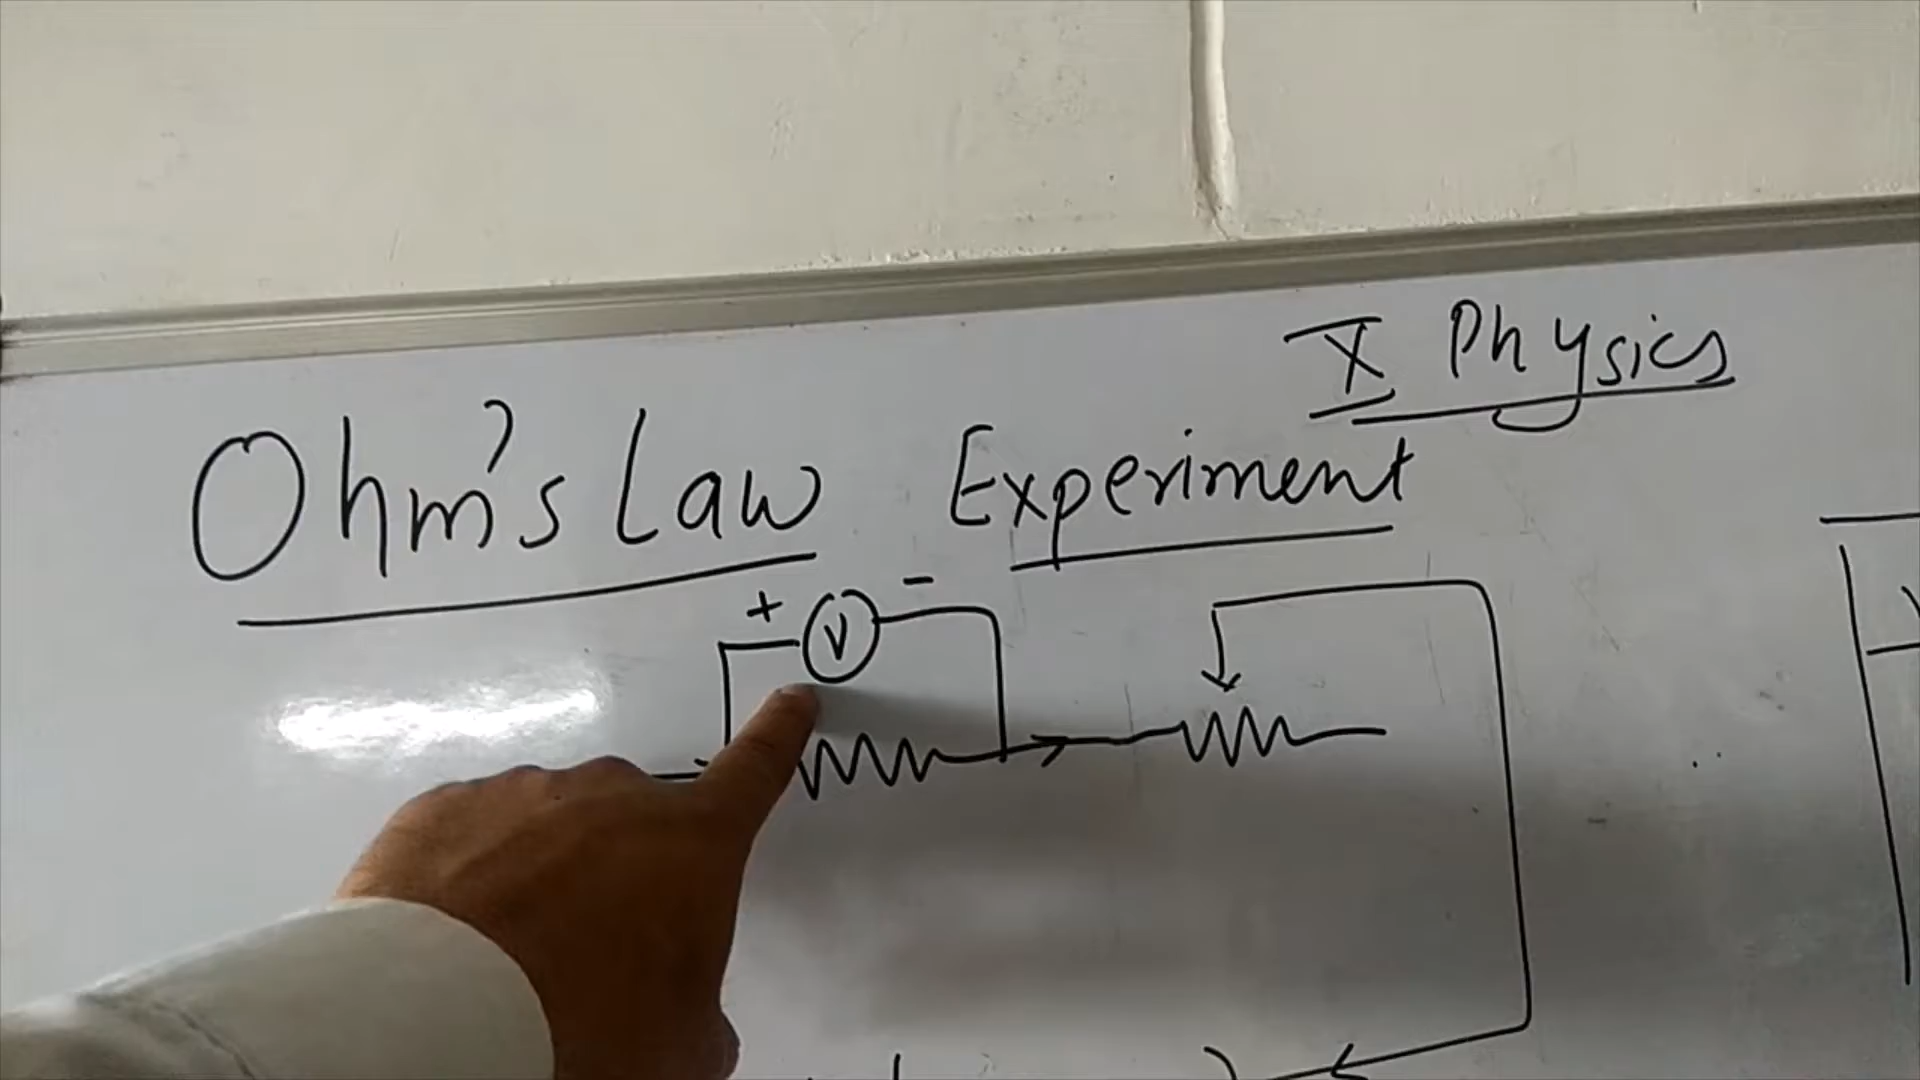 X Physics
Ohm's Law Experiment
+ -
V